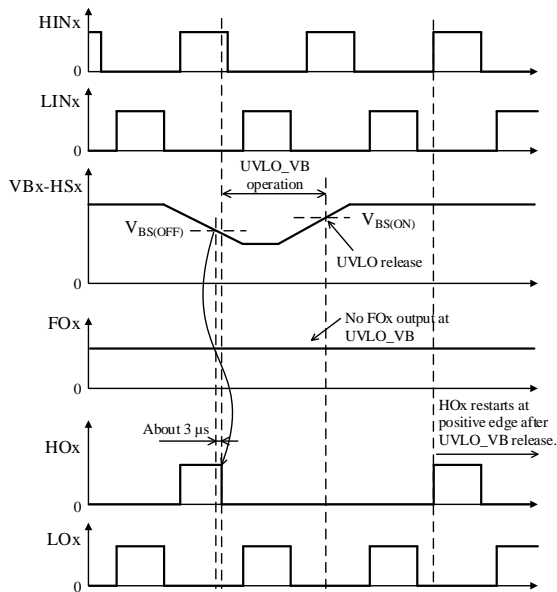 HINx
0
LINx
0
UVLO_VB
operation
VBx-HSx
VBS(OFF)
VBS(ON)
UVLO release
0
FOx
No FOx output at
UVLO_VB
0
About 3 µs
HOx restarts at
positive edge after
UVLO_VB release.
HOx
0
LOx
0